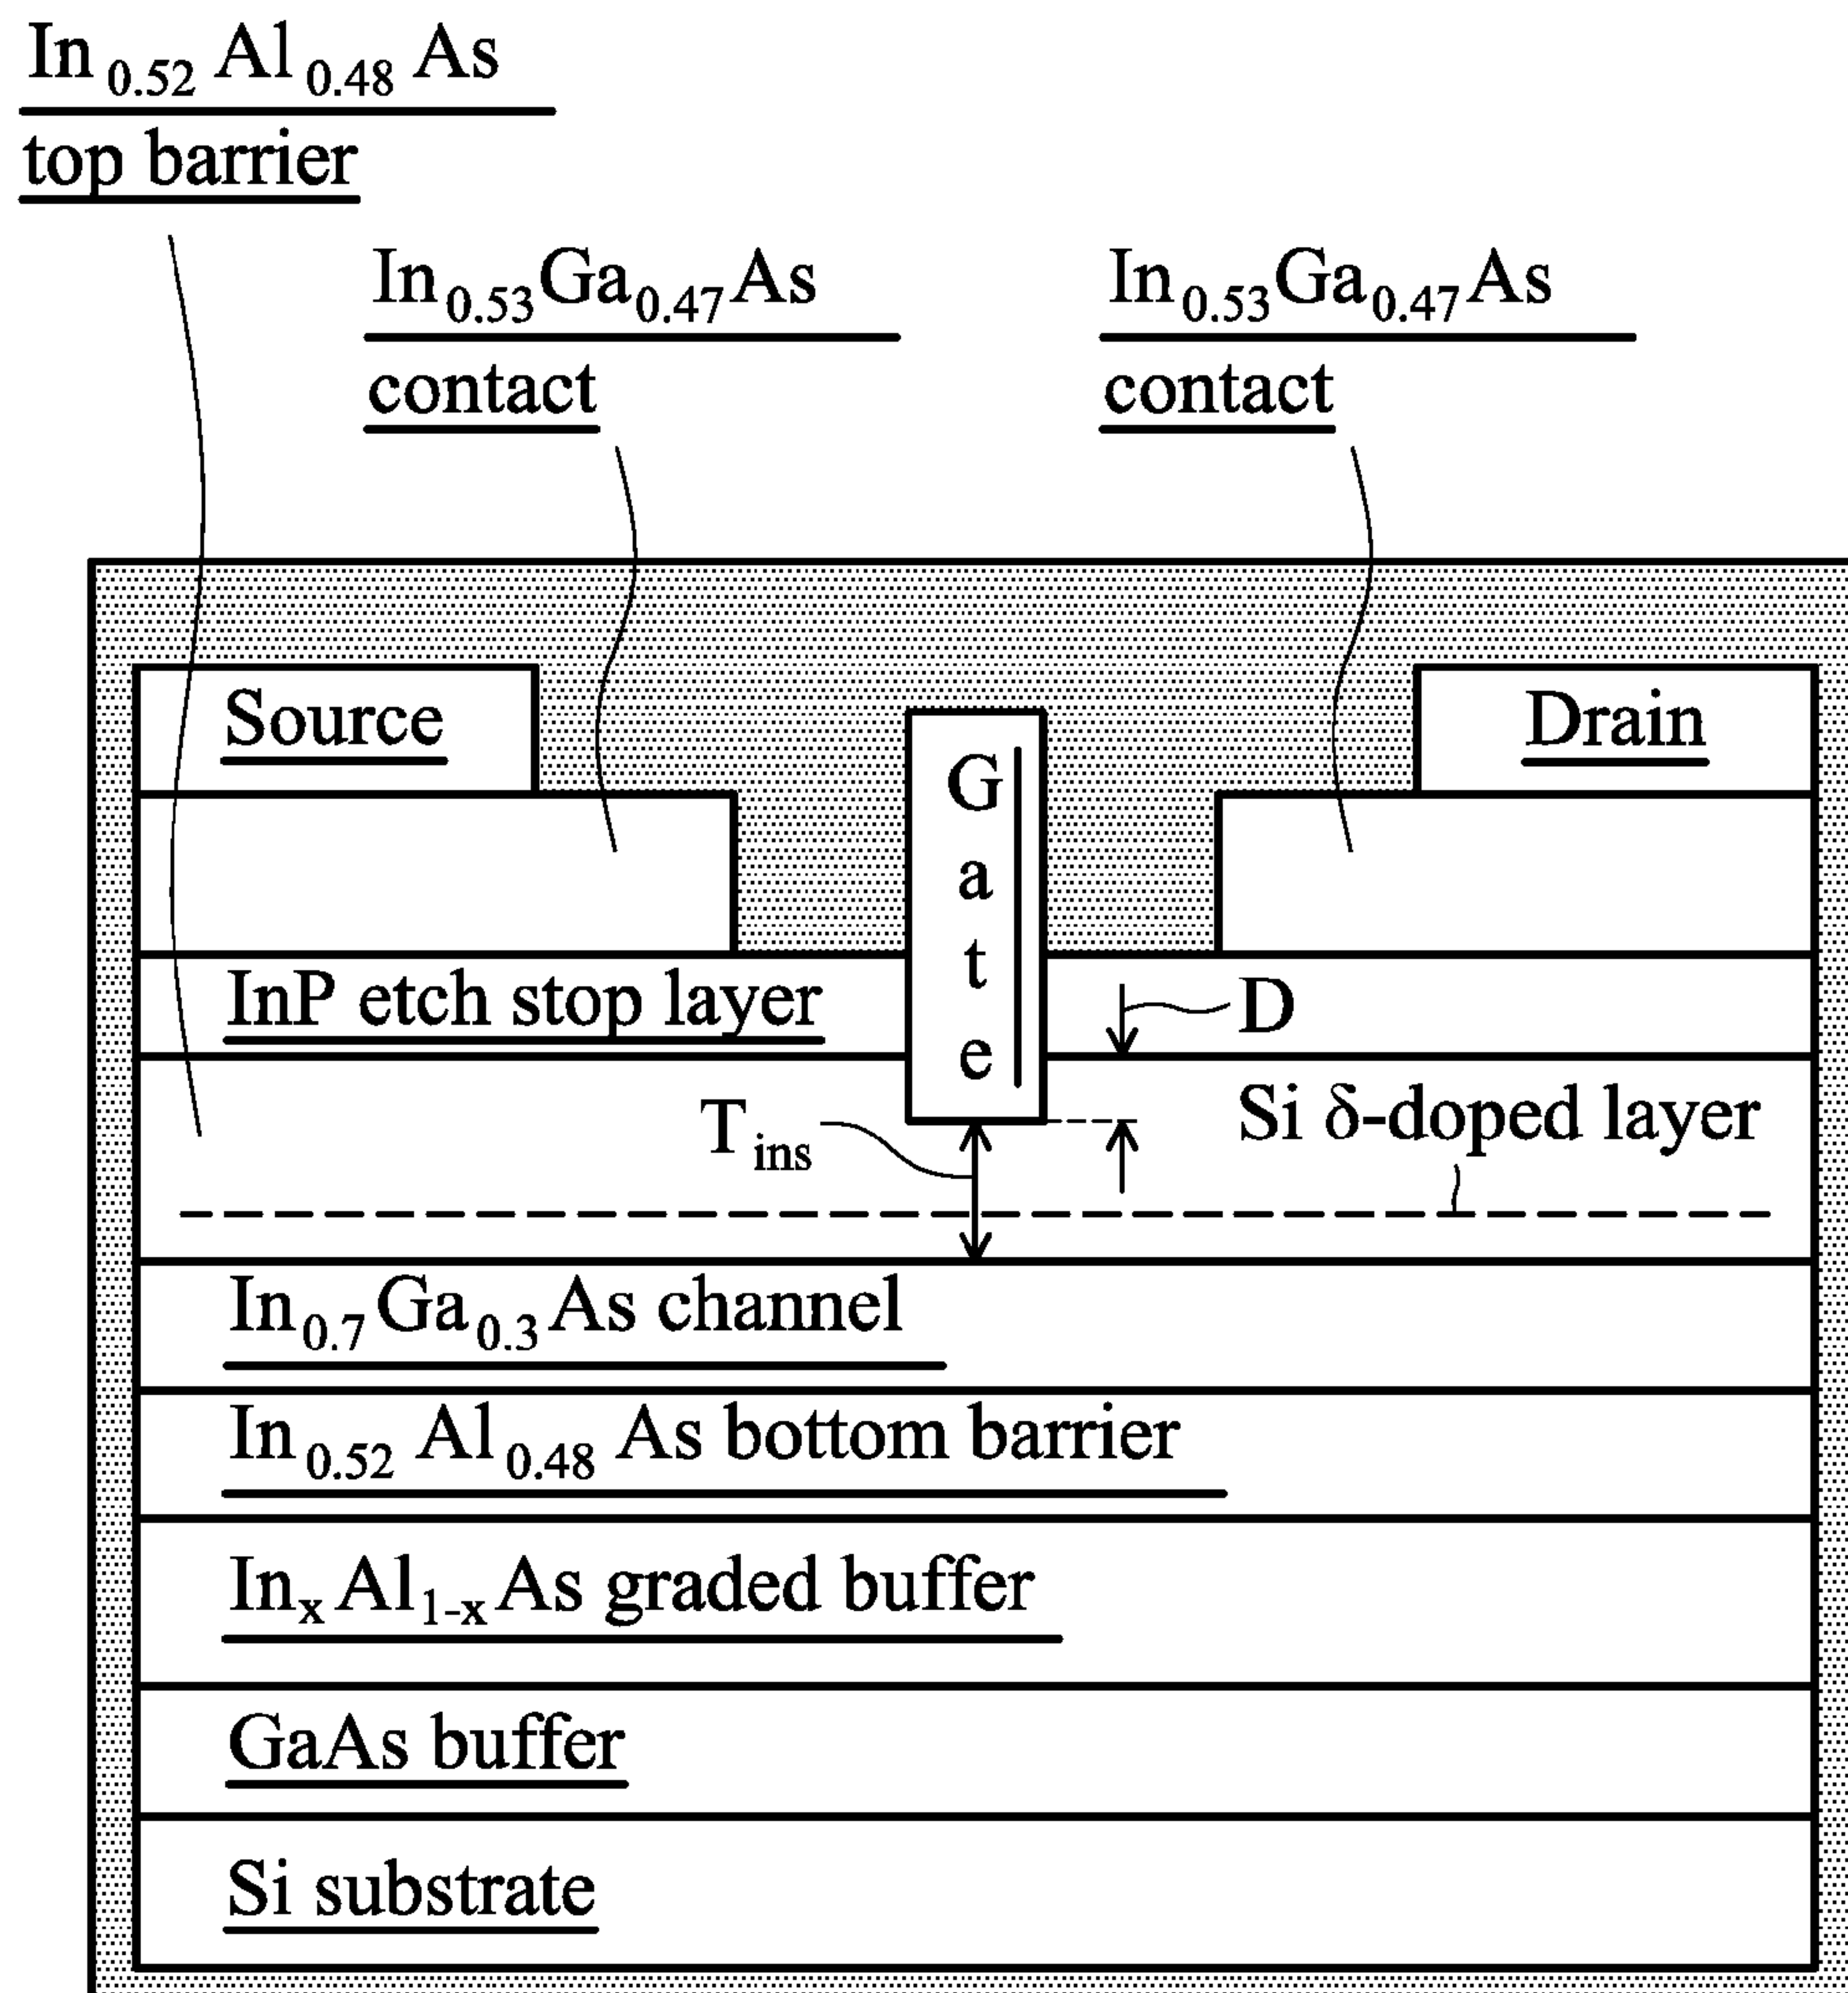 In0.52 Al0.48 As
top barrier
In0.53Ga0.47As
contact
In0.53Ga0.47As
contact
Source
Drain
Gate
InP etch stop layer
D
Tins
Si δ-doped layer
In0.7Ga0.3As channel
In0.52 Al0.48 As bottom barrier
InxAl1-xAs graded buffer
GaAs buffer
Si substrate